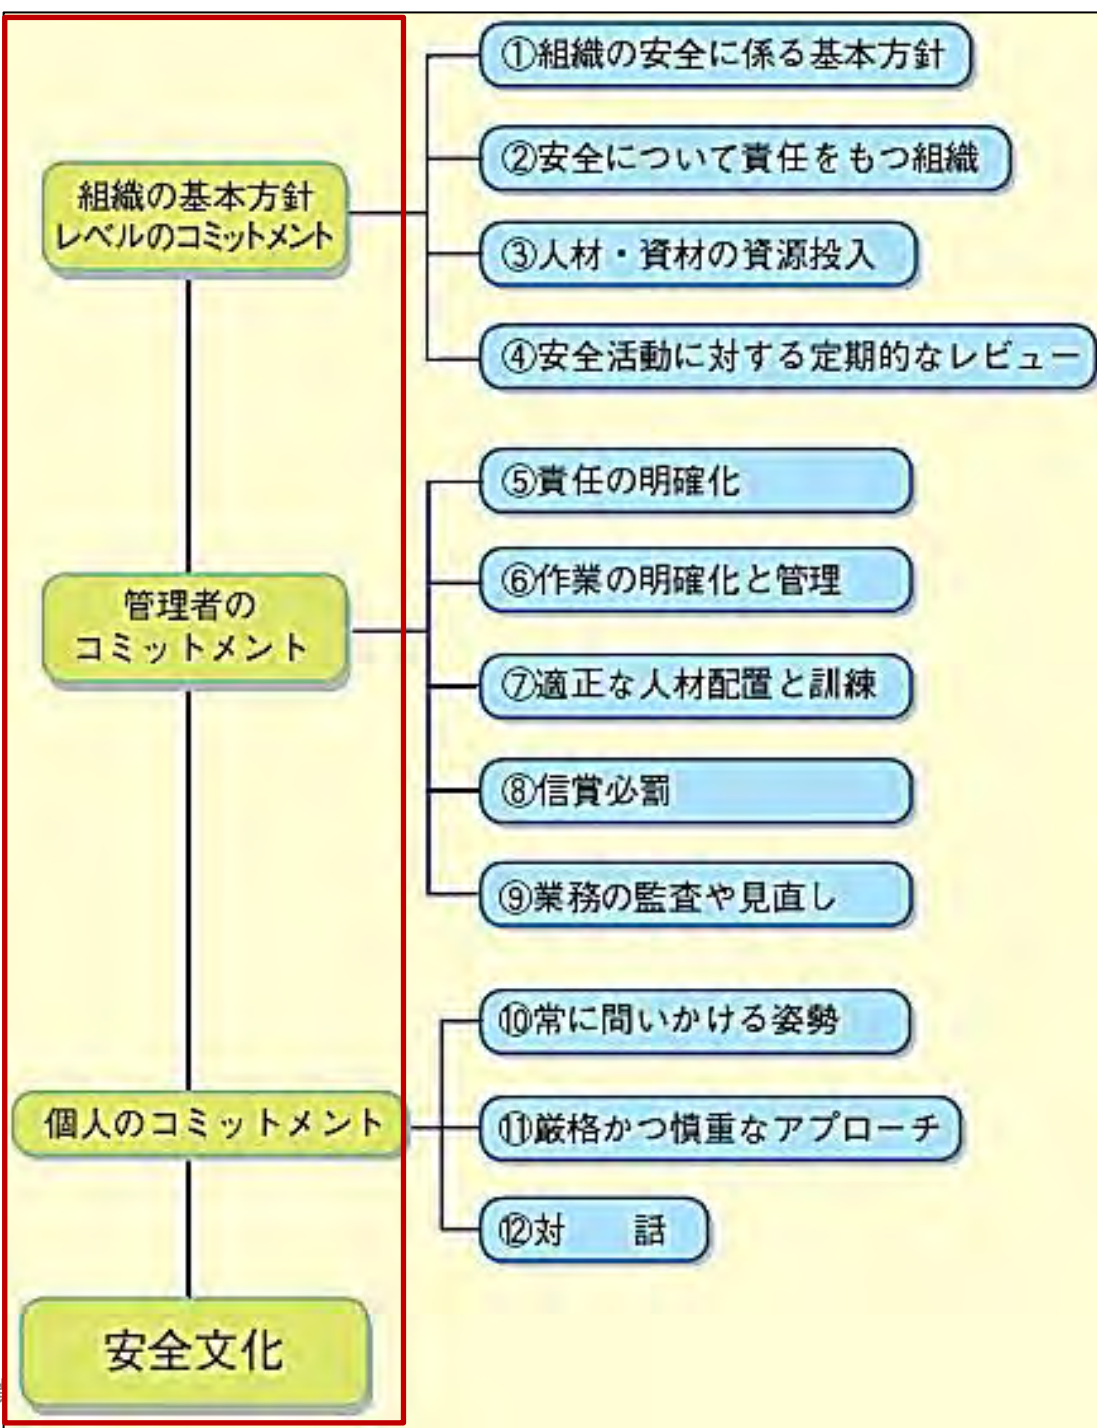 組織の基本方針
レベルのコミットメント
①組織の安全に係る基本方針
②安全について責任をもつ組織
③人材・資材の資源投入
④安全活動に対する定期的なレビュー
管理者の
コミットメント
⑤責任の明確化
⑥作業の明確化と管理
⑦適正な人材配置と訓練
⑧信賞必罰
⑨業務の監査や見直し
個人のコミットメント
⑩常に問いかける姿勢
⑪厳格かつ慎重なアプローチ
⑫対　　話
安全文化